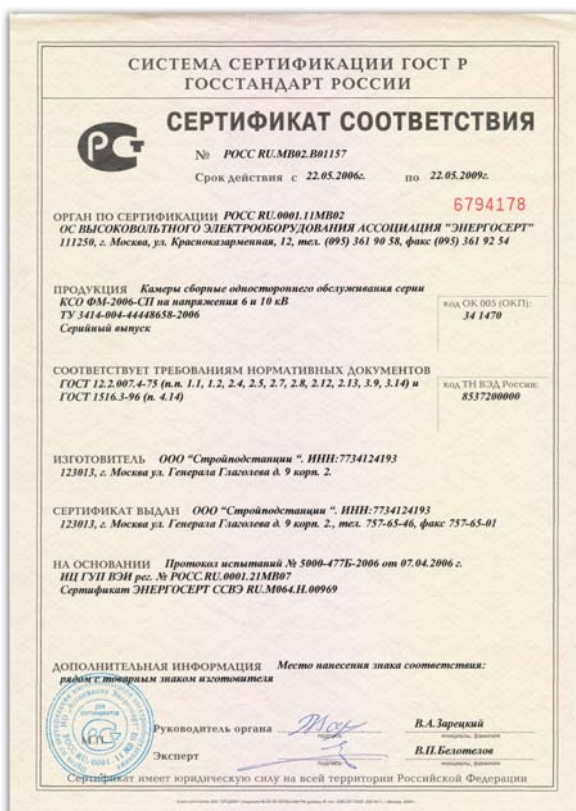 СИСТЕМА СЕРТИФИКАЦИИ ГОСТ Р
ГОССТАНДАРТ РОССИИ
СЕРТИФИКАТ СООТВЕТСТВИЯ
№ РОСС RU.МВ02.В01157
Срок действия с 22.05.2006г. по 22.05.2009г.
6794178
ОРГАН ПО СЕРТИФИКАЦИИ РОСС RU.0001.11МВ02
ОС ВЫСОКОВОЛЬТНОГО ЭЛЕКТРООБОРУДОВАНИЯ АССОЦИАЦИЯ "ЭНЕРГОСЕРТ"
111250, г. Москва, ул. Красноказарменная, 12, тел. (095) 361 90 58, факс (095) 361 92 54
ПРОДУКЦИЯ Камеры сборные одностороннего обслуживания серии
КСО ФМ-2006-СП на напряжения 6 и 10 кВ
ТУ 3414-004-44448658-2006
Серийный выпуск
код ОК 005 (ОКП):
34 1470
СООТВЕТСТВУЕТ ТРЕБОВАНИЯМ НОРМАТИВНЫХ ДОКУМЕНТОВ
ГОСТ 12.2.007.4-75 (п.п. 1.1, 1.2, 2.4, 2.5, 2.7, 2.8, 2.12, 2.13, 3.9, 3.14) и
ГОСТ 1516.3-96 (п. 4.14)
код ТН ВЭД России:
8537200000
ИЗГОТОВИТЕЛЬ ООО "Стройподстанции ". ИНН:7734124193
123013, г. Москва ул. Генерала Глаголева д. 9 корп. 2.
СЕРТИФИКАТ ВЫДАН ООО "Стройподстанции ". ИНН:7734124193
123013, г. Москва ул. Генерала Глаголева д. 9 корп. 2., тел. 757-65-46, факс 757-65-01
НА ОСНОВАНИИ Протокол испытаний № 5000-477Б-2006 от 07.04.2006 г.
ИЦ ГУП ВЭИ рег. № РОСС.RU.0001.21МВ07
Сертификат ЭНЕРГОСЕРТ ССВЭ RU.М064.Н.00969
ДОПОЛНИТЕЛЬНАЯ ИНФОРМАЦИЯ Место нанесения знака соответствия:
рядом с товарным знаком изготовителя
М.П.
Руководитель органа
подпись
В.А.Зарецкий
инициалы, фамилия
Эксперт
подпись
В.П.Белотелов
инициалы, фамилия
Сертификат имеет юридическую силу на всей территории Российской Федерации